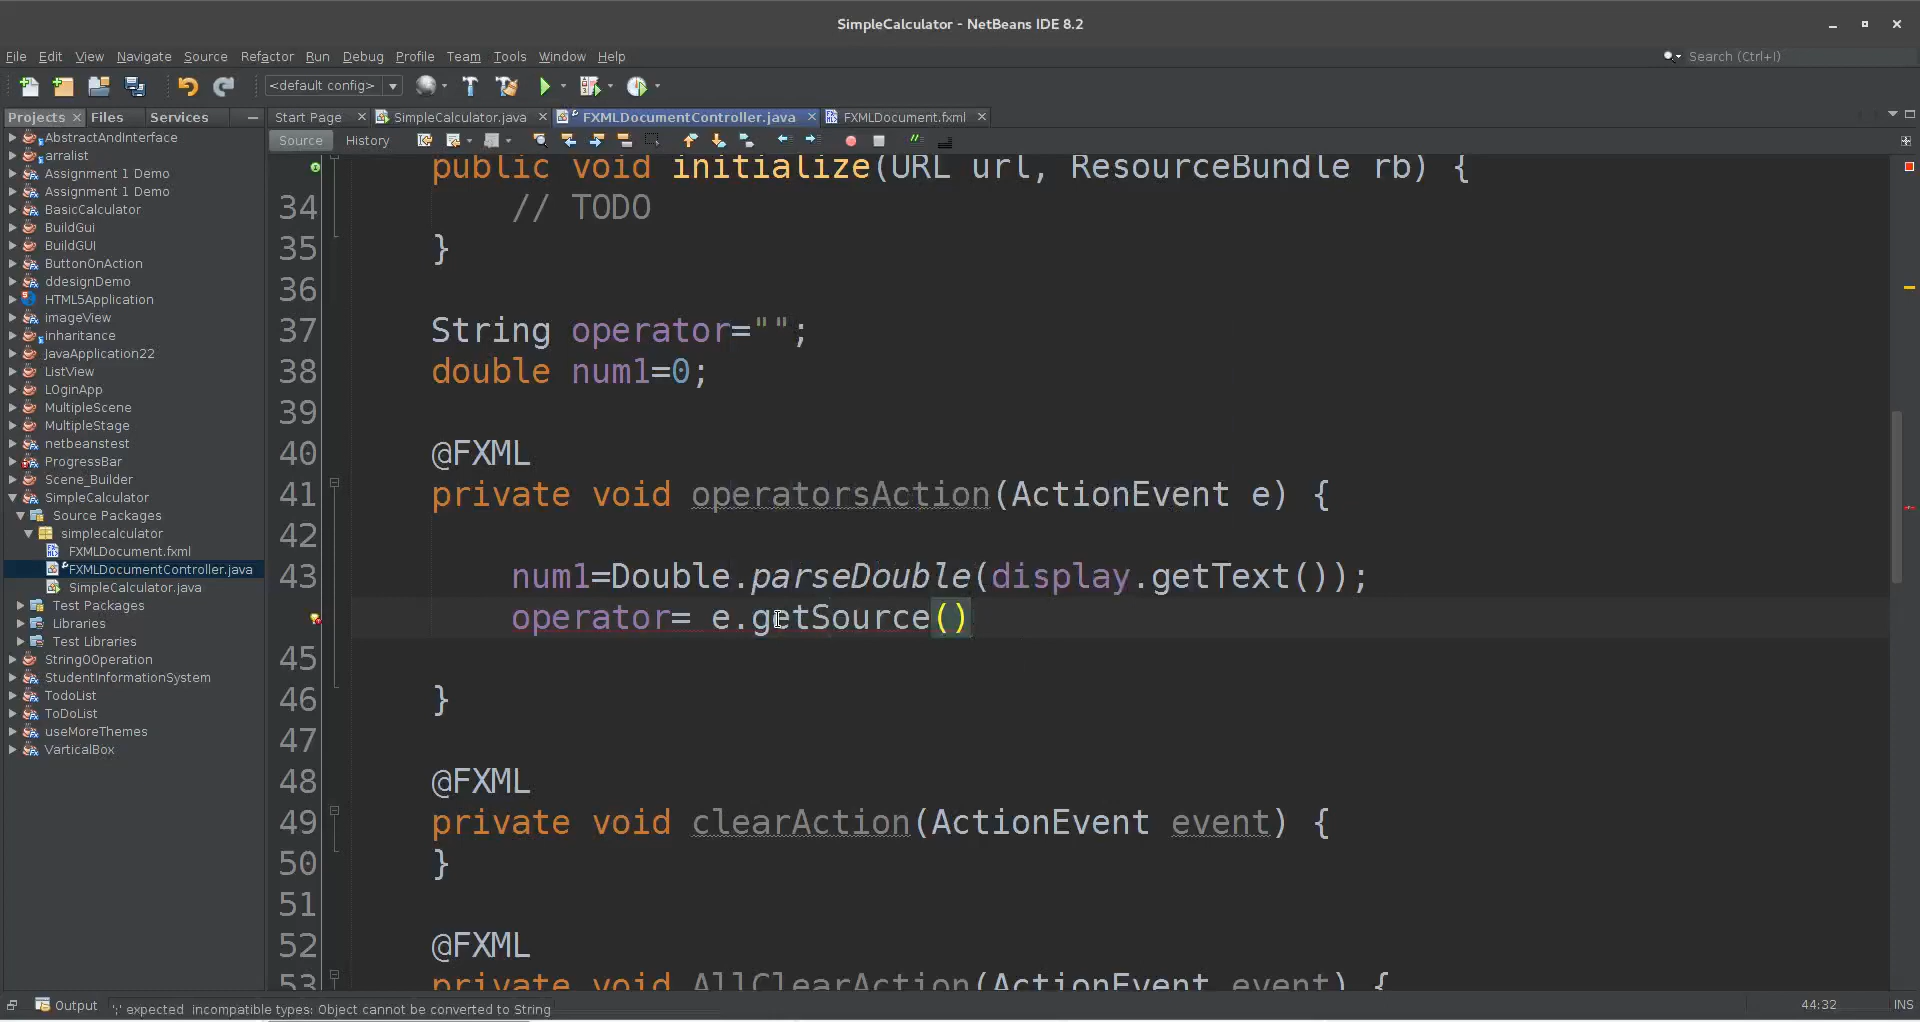 SimpleCalculator - NetBeans IDE 8.2
File Edit View Navigate Source Refactor Run Debug Profile Team Tools Window Help
Search (Ctrl+I)
<default config>
Projects Files Services
Start Page SimpleCalculator.java FXMLDocumentController.java FXMLDocument.fxml
Source History
AbstractAndInterface
arralist
Assignment 1 Demo
Assignment 1 Demo
BasicCalculator
BuildGui
BuildGUI
ButtonOnAction
ddesignDemo
HTML5Application
imageView
inheritance
JavaApplication22
ListView
LOginApp
MultipleScene
MultipleStage
netbeanstest
ProgressBar
Scene_Builder
SimpleCalculator
Source Packages
simplecalculator
FXMLDocument.fxml
FXMLDocumentController.java
SimpleCalculator.java
Test Packages
Libraries
Test Libraries
StringOOperation
StudentInformationSystem
TodoList
ToDoList
useMoreThemes
VarticalBox
public void initialize(URL url, ResourceBundle rb) {
34 // TODO
35 }
36
37 String operator="";
38 double num1=0;
39
40 @FXML
41 private void operatorsAction(ActionEvent e) {
42
43 num1=Double.parseDouble(display.getText());
operator= e.getSource()
45
46 }
47
48 @FXML
49 private void clearAction(ActionEvent event) {
50 }
51
52 @FXML
53 private void AllClearAction(ActionEvent event) {
Output ';' expected incompatible types: Object cannot be converted to String
44:32 INS